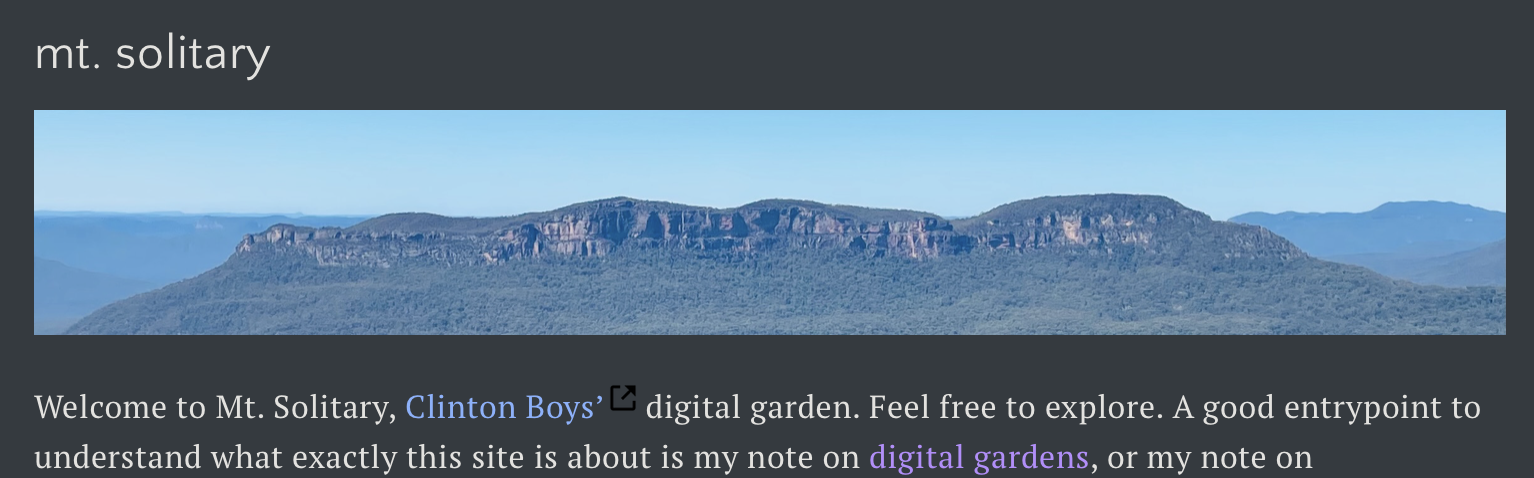 mt. solitary
Welcome to Mt. Solitary, Clinton Boys’ digital garden. Feel free to explore. A good entrypoint to
understand what exactly this site is about is my note on digital gardens, or my note on